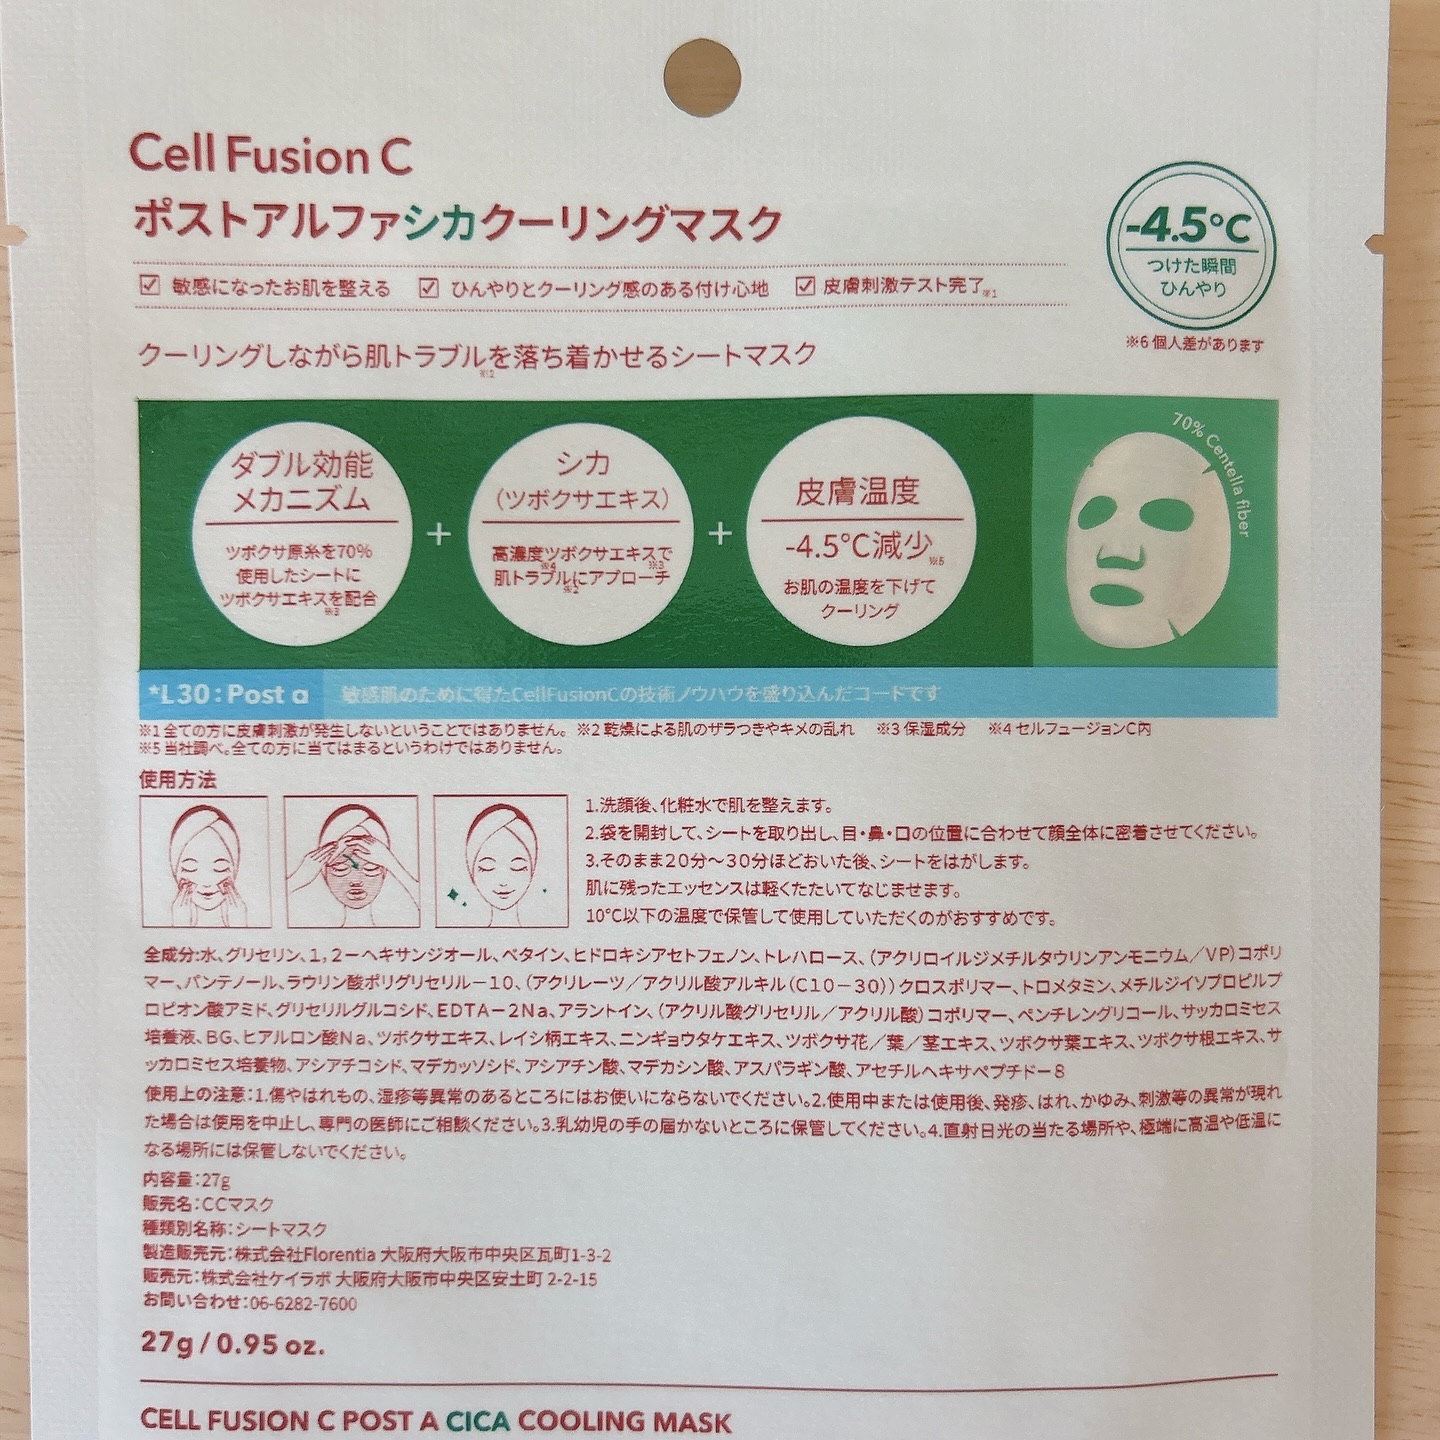 Cell Fusion C
ポストアルファシカクーリングマスク
-4.5°C
つけた瞬間
ひんやり
※6 個人差があります
敏感になったお肌を整える ひんやりとクーリング感のある付け心地 皮膚刺激テスト完了※1
クーリングしながら肌トラブルを落ち着かせるシートマスク
※2
ダブル効能
メカニズム
ツボクサ原糸を70%
使用したシートに
ツボクサエキスを配合
※3
+
シカ
(ツボクサエキス)
高濃度ツボクサエキスで
※4 ※3
肌トラブルにアプローチ
※2
+
皮膚温度
-4.5°C減少※5
お肌の温度を下げて
クーリング
70% Centella fiber
*L30:Post α 敏感肌のために得たCellFusionCの技術ノウハウを盛り込んだコードです
※1 全ての方に皮膚刺激が発生しないということではありません。 ※2 乾燥による肌のザラつきやキメの乱れ ※3 保湿成分 ※4 セルフュージョンC内
※5 当社調べ。全ての方に当てはまるというわけではありません。
使用方法
1.洗顔後、化粧水で肌を整えます。
2.袋を開封して、シートを取り出し、目・鼻・口の位置に合わせて顔全体に密着させてください。
3.そのまま20分～30分ほどおいた後、シートをはがします。
肌に残ったエッセンスは軽くたたいてなじませます。
10°C以下の温度で保管して使用していただくのがおすすめです。
全成分:水、グリセリン、1,2-ヘキサンジオール、ベタイン、ヒドロキシアセトフェノン、トレハロース、(アクリロイルジメチルタウリンアンモニウム/VP)コポリ
マー、パンテノール、ラウリン酸ポリグリセリル-10、(アクリレーツ/アクリル酸アルキル(C10-30))クロスポリマー、トロメタミン、メチルジイソプロピルプ
ロピオン酸アミド、グリセリルグルコシド、EDTA-2Na、アラントイン、(アクリル酸グリセリル/アクリル酸)コポリマー、ペンチレングリコール、サッカロミセス
培養液、BG、ヒアルロン酸Na、ツボクサエキス、レイシ柄エキス、ニンギョウタケエキス、ツボクサ花/葉/茎エキス、ツボクサ葉エキス、ツボクサ根エキス、サ
ッカロミセス培養物、アシアチコシド、マデカッソシド、アシアチン酸、マデカシン酸、アスパラギン酸、アセチルヘキサペプチド-8
使用上の注意:1.傷やはれもの、湿疹等異常のあるところにはお使いにならないでください。2.使用中または使用後、発疹、はれ、かゆみ、刺激等の異常が現れ
た場合は使用を中止し、専門の医師にご相談ください。3.乳幼児の手の届かないところに保管してください。4.直射日光の当たる場所や、極端に高温や低温に
なる場所には保管しないでください。
内容量:27g
販売名:CCマスク
種類別名称:シートマスク
製造販売元:株式会社Florentia 大阪府大阪市中央区瓦町1-3-2
販売元:株式会社ケイラボ 大阪府大阪市中央区安土町 2-2-15
お問い合わせ:06-6282-7600
27g / 0.95 oz.
CELL FUSION C POST A CICA COOLING MASK